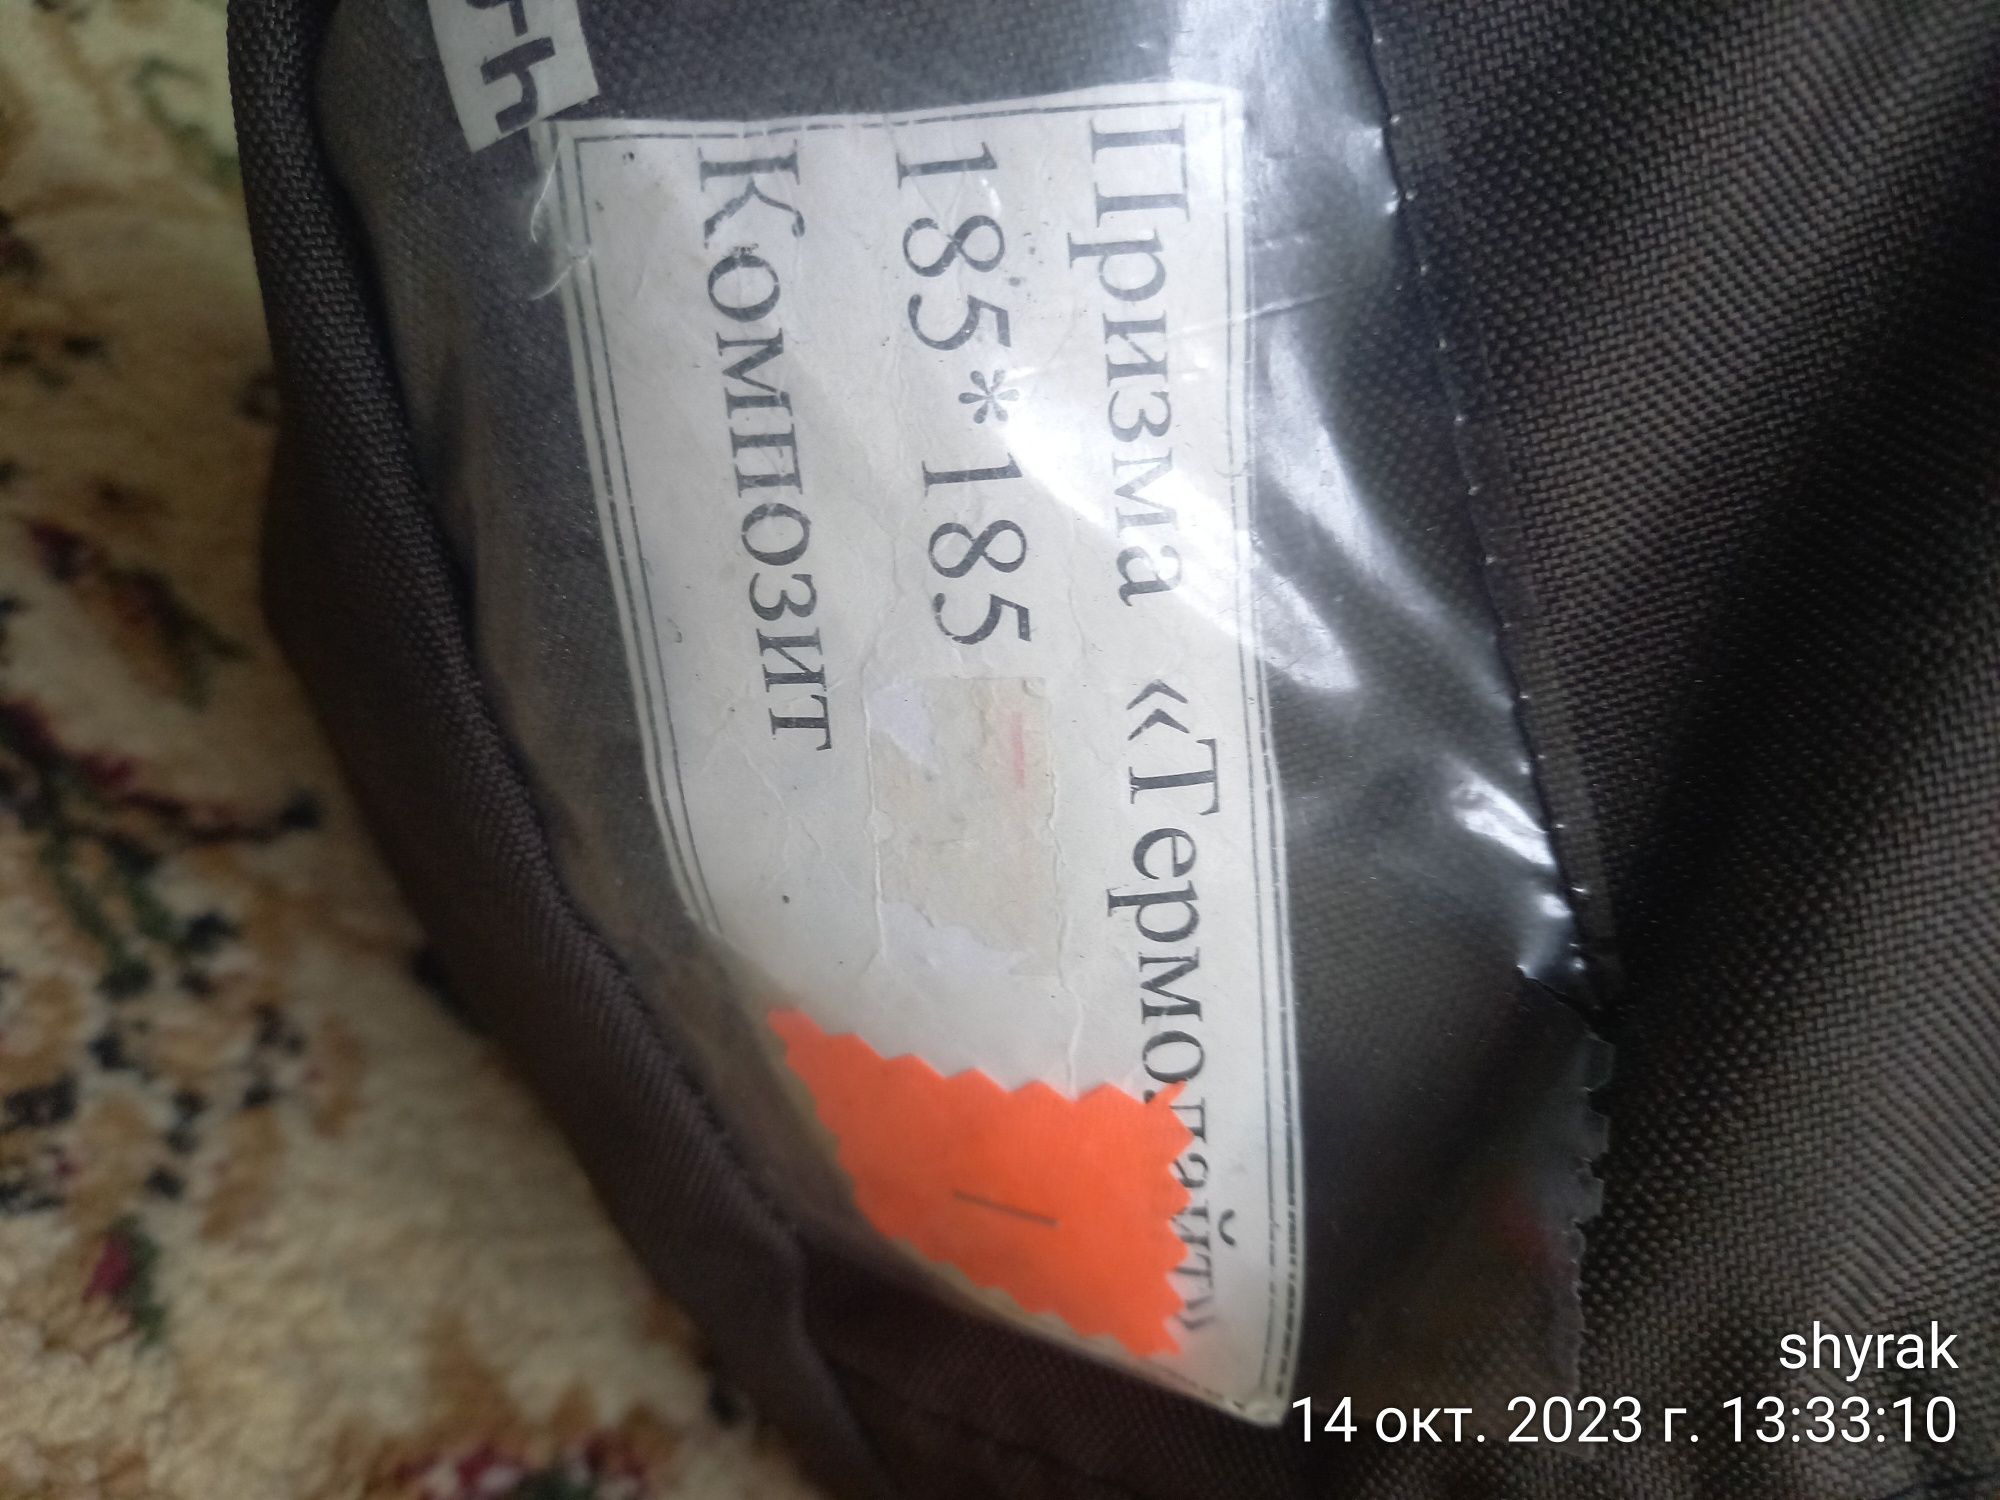 Призма «Термолайт»
185*185
Композит
shyrak
14 окт. 2023 г. 13:33:10